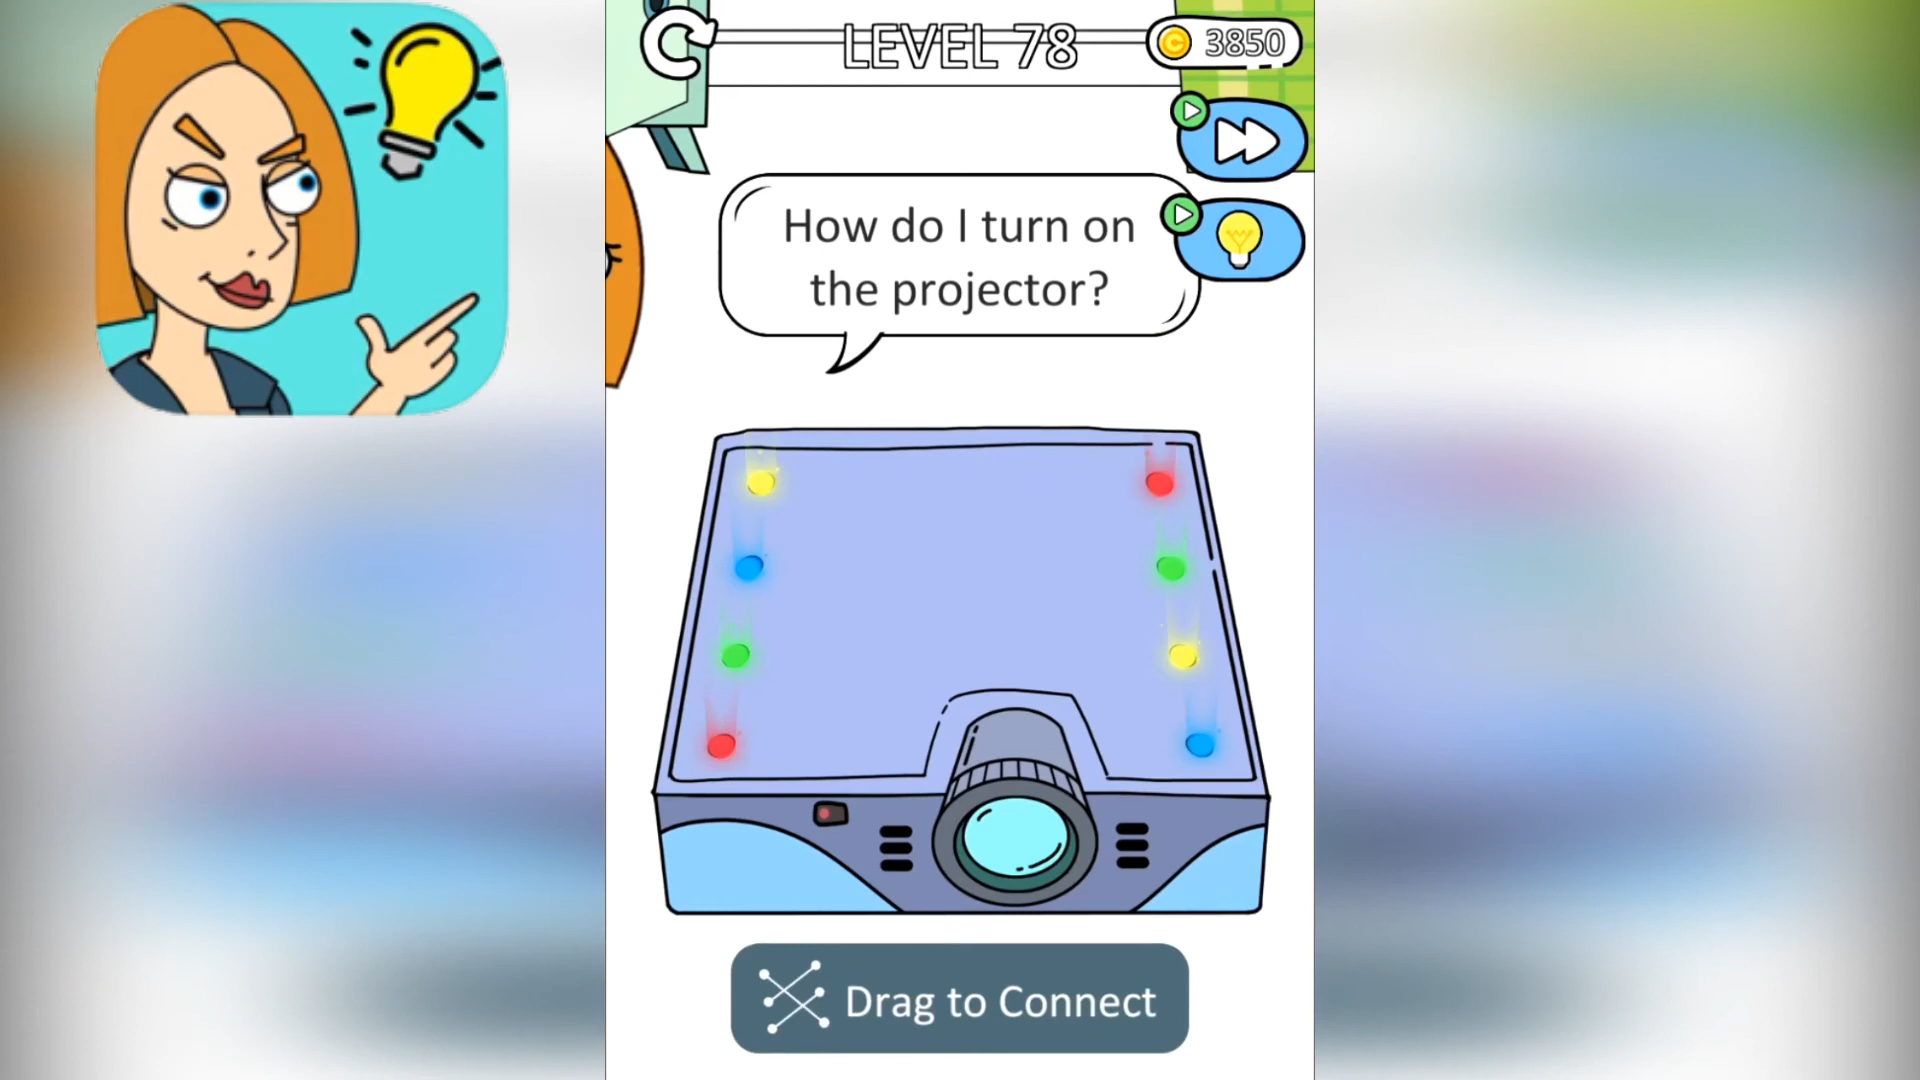 LEVEL 78
3850
How do I turn on
the projector?
Drag to Connect